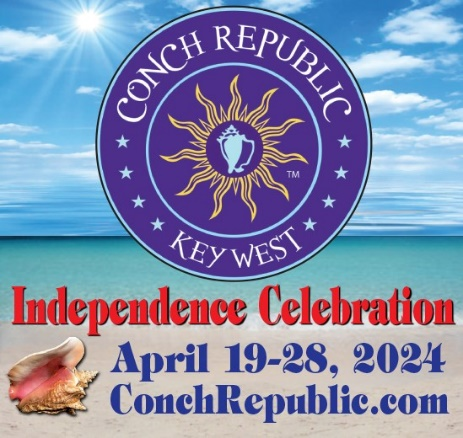 CONCH REPUBLIC
TM
KEY WEST
Independence Celebration
April 19-28, 2024
ConchRepublic.com